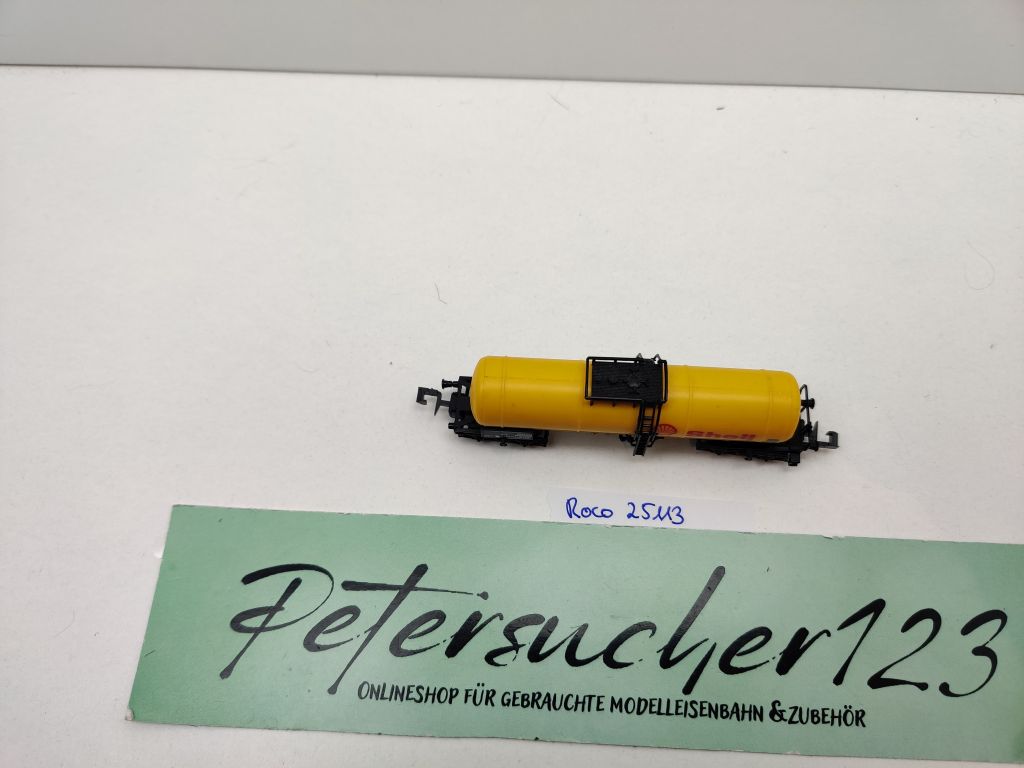 Shell
Roco 25113
Petersucher123
ONLINESHOP FÜR GEBRAUCHTE MODELLEISENBAHN &ZUBEHÖR